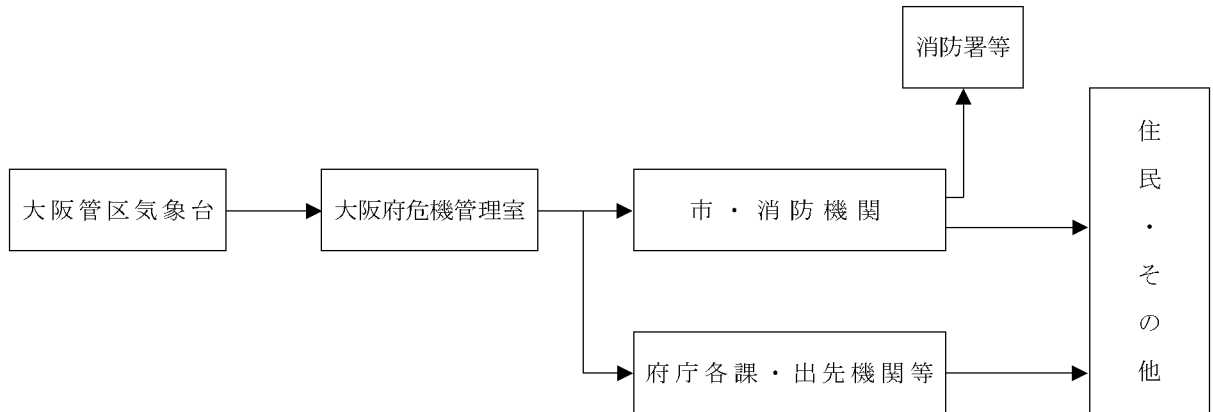 消防署等
大阪管区気象台
大阪府危機管理室
市・消防機関
府庁各課・出先機関等
住民・その他